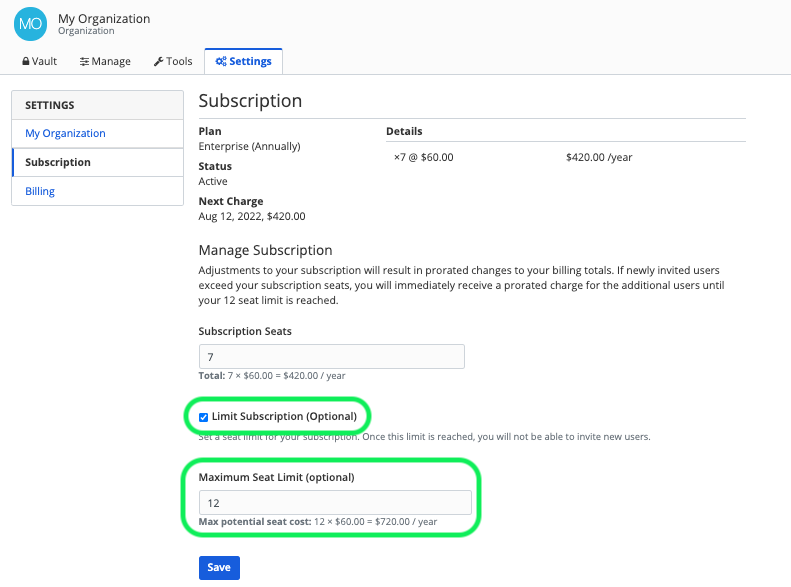 MO
My Organization
Organization
Vault
Manage
Tools
Settings
SETTINGS
My Organization
Subscription
Billing
Subscription
Plan
Enterprise (Annually)
Status
Active
Next Charge
Aug 12, 2022, $420.00
Details
×7 @ $60.00
$420.00 /year
Manage Subscription
Adjustments to your subscription will result in prorated changes to your billing totals. If newly invited users
exceed your subscription seats, you will immediately receive a prorated charge for the additional users until
your 12 seat limit is reached.
Subscription Seats
7
Total: 7 × $60.00 = $420.00 / year
Limit Subscription (Optional)
Set a seat limit for your subscription. Once this limit is reached, you will not be able to invite new users.
Maximum Seat Limit (optional)
12
Max potential seat cost: 12 × $60.00 = $720.00 / year
Save